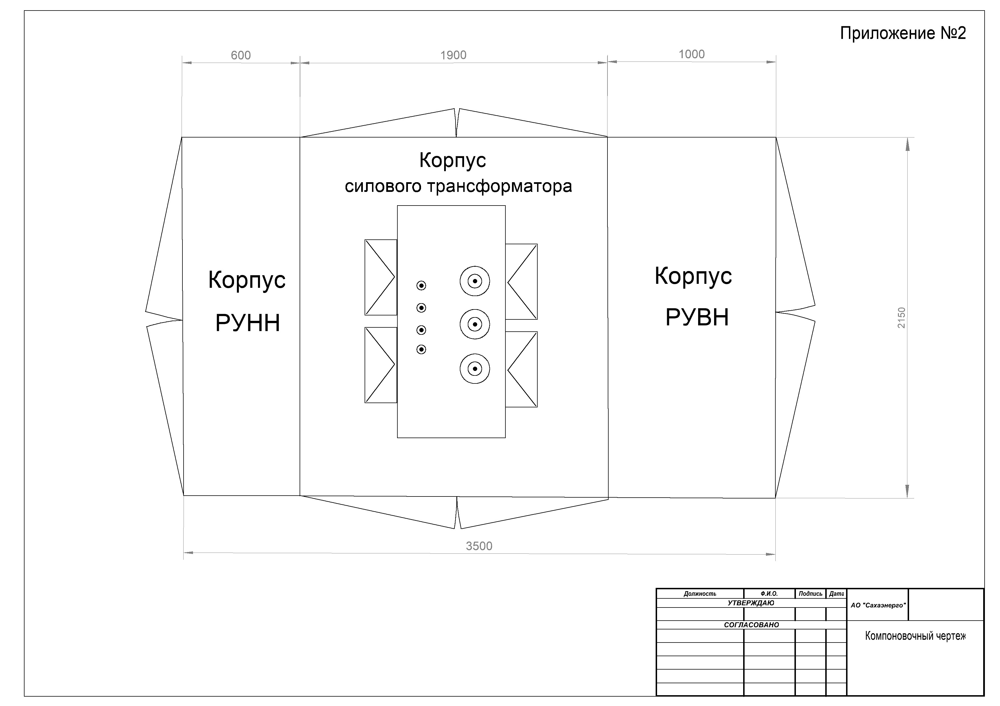 Приложение №2
600
1900
1000
Корпус
силового трансформатора
Корпус
РУНН
Корпус
РУВН
2150
3500
Должность Ф.И.О. Подпись Дата
УТВЕРЖДАЮ
АО "Сахаэнерго"
СОГЛАСОВАНО
Компоновочный чертеж